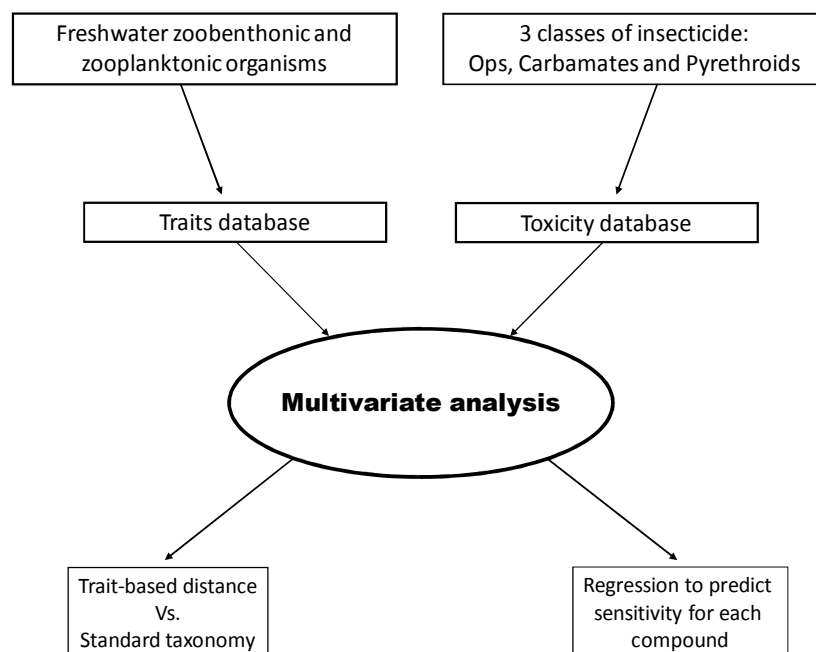 Freshwater zoobenthonic and
zooplanktonic organisms
3 classes of insecticide:
Ops, Carbamates and Pyrethroids
Traits database
Toxicity database
Multivariate analysis
Trait-based distance
Vs.
Standard taxonomy
Regression to predict
sensitivity for each
compound